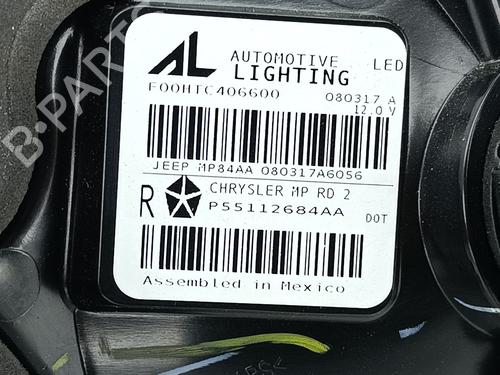 AL AUTOMOTIVE LIGHTING LED
F00HTC406600 080317 A
12.0 V
JEEP MP84AA 080317A6056
R CHRYSLER MP RD 2
P55112684AA DOT
Assembled in Mexico
B-PARTS